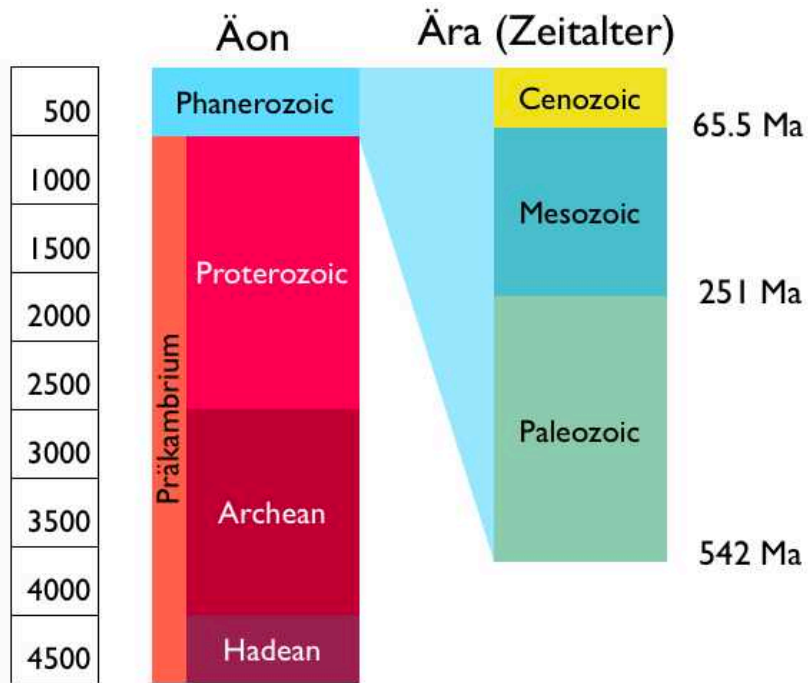 Äon
Ära (Zeitalter)
500
1000
1500
2000
2500
3000
3500
4000
4500
Phanerozoic
Präkambrium
Proterozoic
Archean
Hadean
Cenozoic
65.5 Ma
Mesozoic
251 Ma
Paleozoic
542 Ma